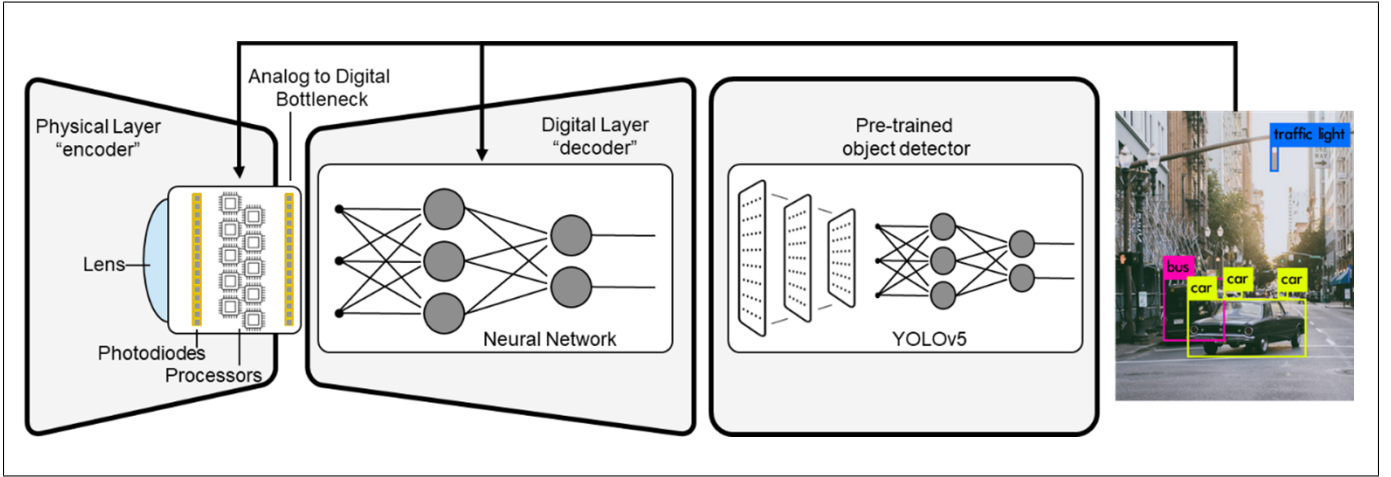 Analog to Digital
Bottleneck
Physical Layer
“encoder”
Lens
Photodiodes
Processors
Digital Layer
“decoder”
Neural Network
Pre-trained
object detector
YOLOv5
traffic light
bus
car
car
car